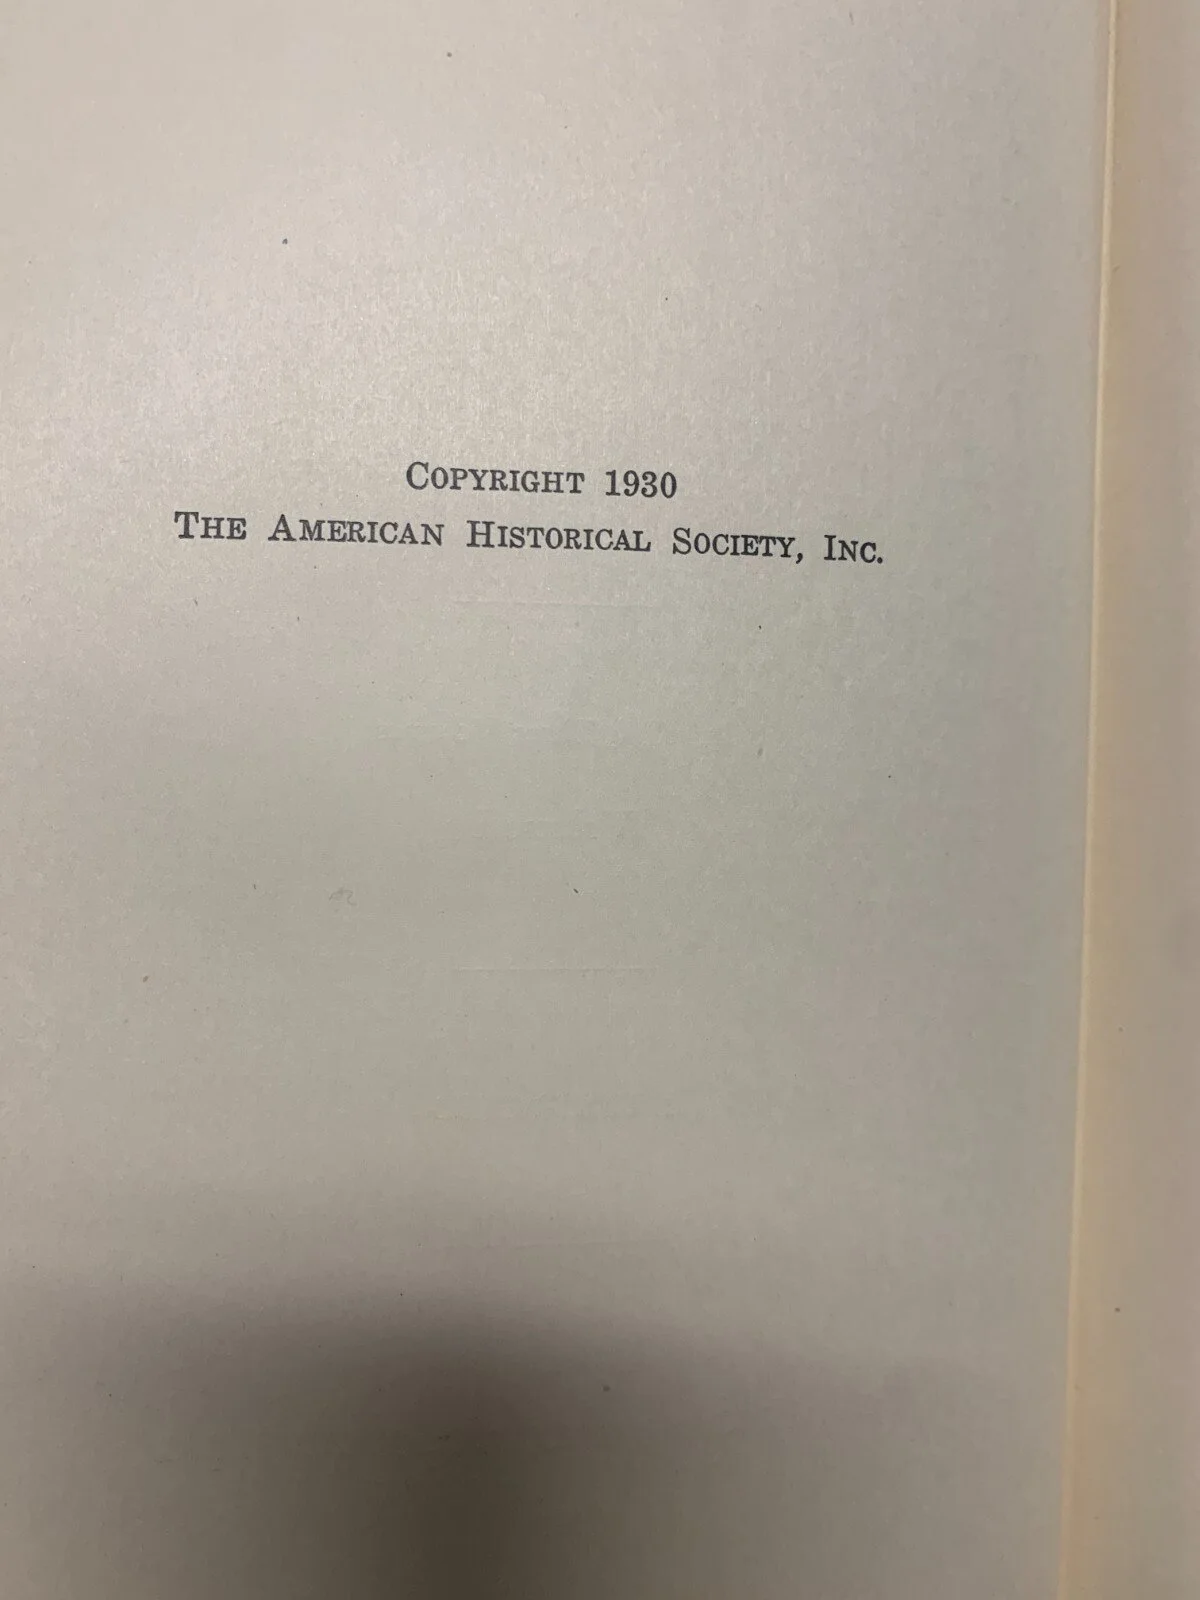 COPYRIGHT 1930
THE AMERICAN HISTORICAL SOCIETY, INC.